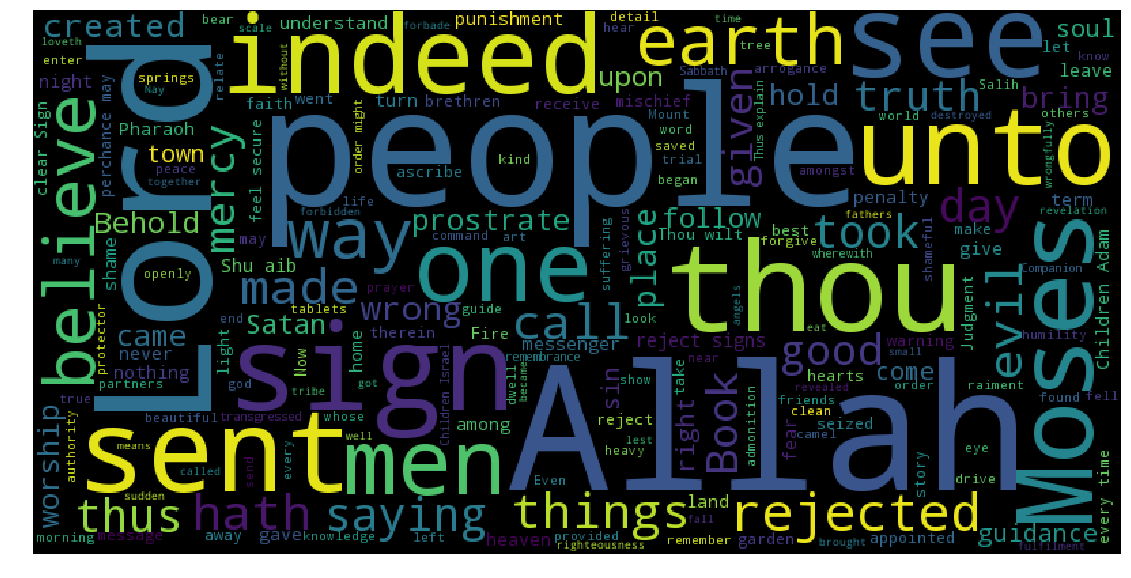 created
bear
scale
understand
forbade
punishment
detail
time
hear
tree
indeed
earth
see
soul
let
know
loveth
enter
without
night
springs
May
relate
upon
Sabbath
arrogance
Salih
leave
clear Sign
Pharaoh
perchance may
faith
went
turn
brethren
receive
mischief
Mount
word
given
Thus explain
hold
truth
world
destroyed
bring
others
wrongfully
Lord
people
unto
believe
town
peace
together
mercy
feel secure
order might
life
forbidden
ascribe
kind
saved
trial
began
amongst
penalty
term
revelation
Behold
shame
many
may
way
command
art
prostrate
suffering
grievous
place
follow
Thou wilt
best
forgive
wherewith
fathers
took
shameful
day
make
give
Moses
openly
Shu aib
made
prayer
one
thou
angels
evil
Companion
Judgment
children Adam
protector
tablets
wrong
guide
call
look
came
end
light
Satan
therein
Fire
messenger
reject signs
good
eat
warning
humility
never
nothing
Now
home
remembrance
near
small
partners
god
sign
tribe
got
Children Israel
became
dwell
show
sin
take
revealed
hearts
come
order
raiment
found
fell
true
beautiful
transgressed
whose
among
reject
right
Book
admonition
friends
clean
camel
seized
worship
authority
sent
well
men
lest
heavy
Allah
fear
story
eye
means
called
send
every
Even
drive
every time
thus
sudden
hath
saying
things
land
fall
rejected
guidance
morning
message
away
gave
knowledge
left
heaven
provided
righteousness
remember
garden
appointed
brought
fulfilment